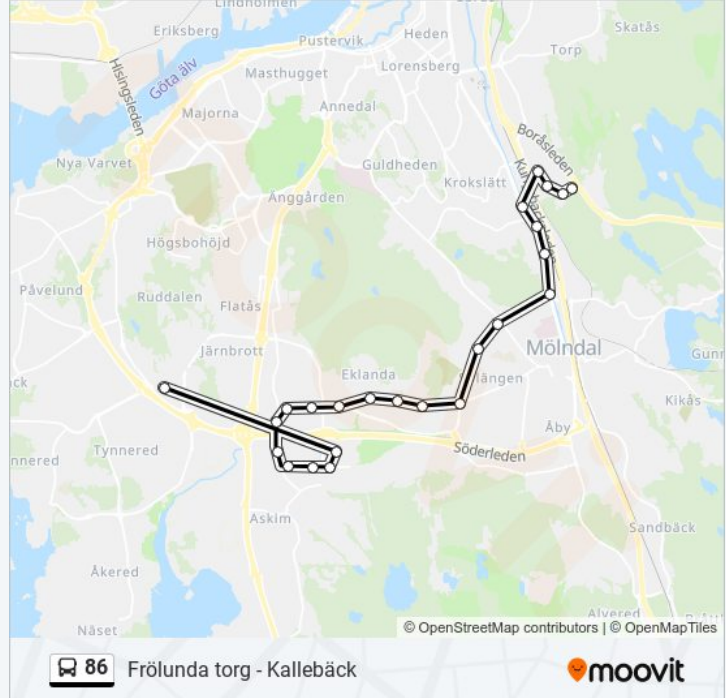 Lindholmen
Eriksberg
Skatås
Pustervik
Heden
Torp
Lorensberg
Hisingsleden
Göta älv
Masthugget
Annedal
Majorna
Boråsleden
Nya Varvet
Guldheden
Krokslätt
Änggården
Högsbohöjd
Påvelund
Ruddalen
Flatås
Järnbrott
Mölndal
Eklanda
Kikås
Åby
Tynnered
Söderleden
Askim
Sandbäck
Åkered
Alvered
Näset
© OpenStreetMap contributors | © OpenMapTiles
86 Frölunda torg - Kallebäck
moovit